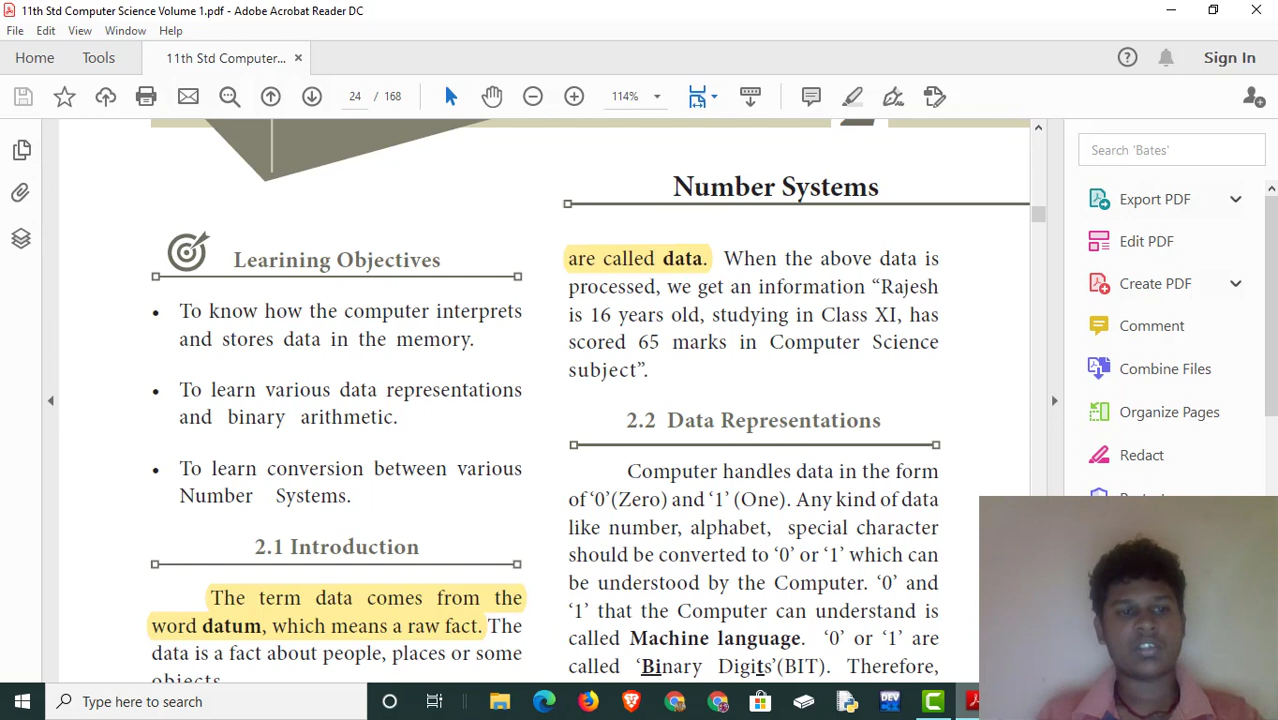 11th Std Computer Science Volume 1.pdf - Adobe Acrobat Reader DC
File Edit View Window Help
Home Tools 11th Std Computer... Sign In
24 / 168 114%
Number Systems
Learining Objectives
• To know how the computer interprets
and stores data in the memory.
• To learn various data representations
and binary arithmetic.
• To learn conversion between various
Number Systems.
2.1 Introduction
The term data comes from the
word datum, which means a raw fact. The
data is a fact about people, places or some
objects.
are called data. When the above data is
processed, we get an information “Rajesh
is 16 years old, studying in Class XI, has
scored 65 marks in Computer Science
subject”.
2.2 Data Representations
Computer handles data in the form
of ‘0’(Zero) and ‘1’ (One). Any kind of data
like number, alphabet, special character
should be converted to ‘0’ or ‘1’ which can
be understood by the Computer. ‘0’ and
‘1’ that the Computer can understand is
called Machine language. ‘0’ or ‘1’ are
called ‘Binary Digits’(BIT). Therefore,
Search 'Bates'
Export PDF
Edit PDF
Create PDF
Comment
Combine Files
Organize Pages
Redact
Type here to search
DEV